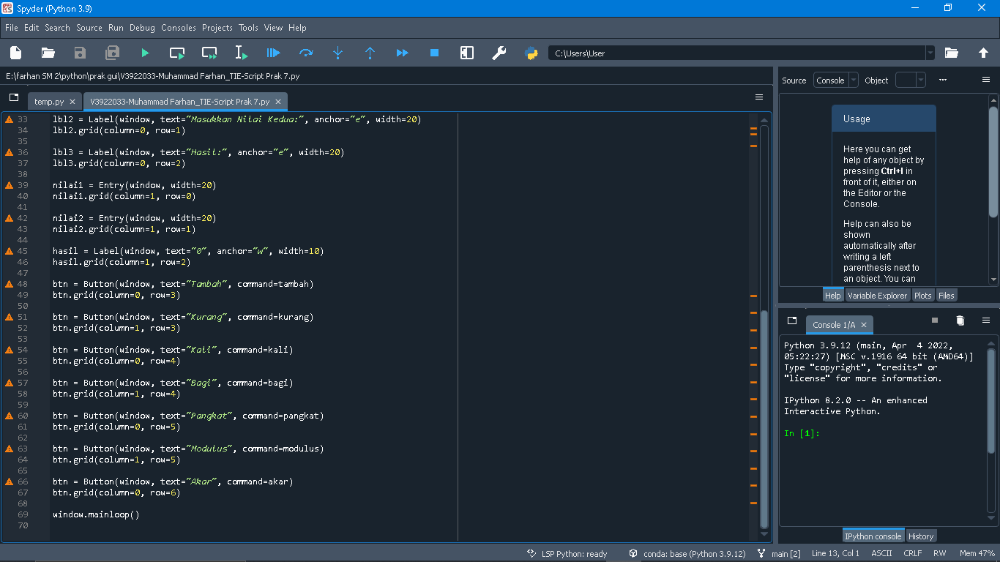 Spyder (Python 3.9)
File Edit Search Source Run Debug Consoles Projects Tools View Help
C:\Users\User
E:\farhan SM 2\python\prak gui\V3922033-Muhammad Farhan_TIE-Script Prak 7.py
temp.py V3922033-Muhammad Farhan_TIE-Script Prak 7.py
33 lbl2 = Label(window, text="Masukkan Nilai Kedua:", anchor="e", width=20)
34 lbl2.grid(column=0, row=1)
35
36 lbl3 = Label(window, text="Hasil:", anchor="e", width=20)
37 lbl3.grid(column=0, row=2)
38
39 nilai1 = Entry(window, width=20)
40 nilai1.grid(column=1, row=0)
41
42 nilai2 = Entry(window, width=20)
43 nilai2.grid(column=1, row=1)
44
45 hasil = Label(window, text="0", anchor="w", width=10)
46 hasil.grid(column=1, row=2)
47
48 btn = Button(window, text="Tambah", command=tambah)
49 btn.grid(column=0, row=3)
50
51 btn = Button(window, text="Kurang", command=kurang)
52 btn.grid(column=1, row=3)
53
54 btn = Button(window, text="Kali", command=kali)
55 btn.grid(column=0, row=4)
56
57 btn = Button(window, text="Bagi", command=bagi)
58 btn.grid(column=1, row=4)
59
60 btn = Button(window, text="Pangkat", command=pangkat)
61 btn.grid(column=0, row=5)
62
63 btn = Button(window, text="Modulus", command=modulus)
64 btn.grid(column=1, row=5)
65
66 btn = Button(window, text="Akar", command=akar)
67 btn.grid(column=0, row=6)
68
69 window.mainloop()
70
Source Console Object
Usage
Here you can get
help of any object by
pressing Ctrl+I in
front of it, either on
the Editor or the
Console.
Help can also be
shown
automatically after
writing a left
parenthesis next to
an object. You can
Help Variable Explorer Plots Files
Console 1/A
Python 3.9.12 (main, Apr  4 2022,
05:22:27) [MSC v.1916 64 bit (AMD64)]
Type "copyright", "credits" or
"license" for more information.
IPython 8.2.0 -- An enhanced
Interactive Python.
In [1]:
IPython console History
LSP Python: ready conda: base (Python 3.9.12) main [2] Line 13, Col 1 ASCII CRLF RW Mem 47%